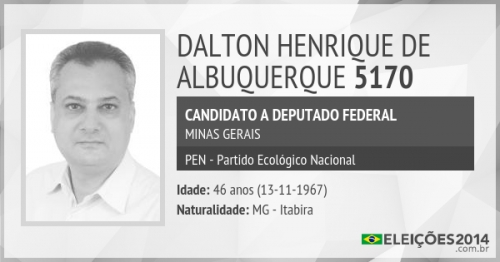 DALTON HENRIQUE DE
ALBUQUERQUE 5170
CANDIDATO A DEPUTADO FEDERAL
MINAS GERAIS
PEN - Partido Ecológico Nacional
Idade: 46 anos (13-11-1967)
Naturalidade: MG - Itabira
ELEIÇÕES2014
.com.br